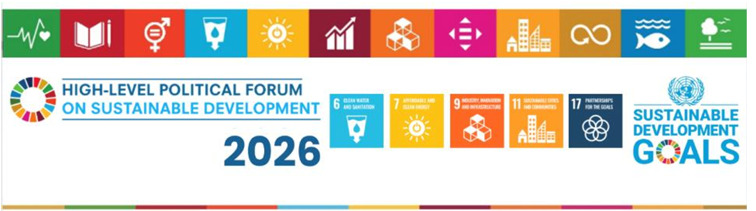 HIGH-LEVEL POLITICAL FORUM
ON SUSTAINABLE DEVELOPMENT
2026
6 CLEAN WATER
AND SANITATION
7 AFFORDABLE AND
CLEAN ENERGY
9 INDUSTRY, INNOVATION
AND INFRASTRUCTURE
11 SUSTAINABLE CITIES
AND COMMUNITIES
17 PARTNERSHIPS
FOR THE GOALS
SUSTAINABLE
DEVELOPMENT
GOALS